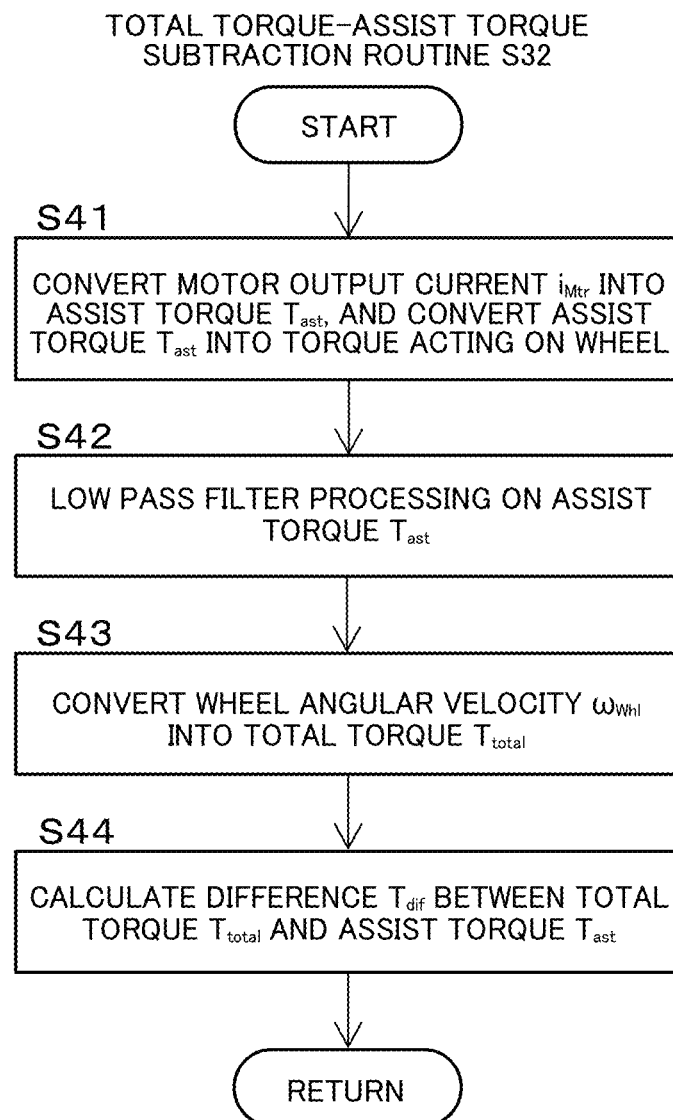 TOTAL TORQUE-ASSIST TORQUE
SUBTRACTION ROUTINE S32
START
S41
CONVERT MOTOR OUTPUT CURRENT iMtr INTO
ASSIST TORQUE Tast, AND CONVERT ASSIST
TORQUE Tast INTO TORQUE ACTING ON WHEEL
S42
LOW PASS FILTER PROCESSING ON ASSIST
TORQUE Tast
S43
CONVERT WHEEL ANGULAR VELOCITY ωWhl
INTO TOTAL TORQUE Ttotal
S44
CALCULATE DIFFERENCE Tdif BETWEEN TOTAL
TORQUE Ttotal AND ASSIST TORQUE Tast
RETURN